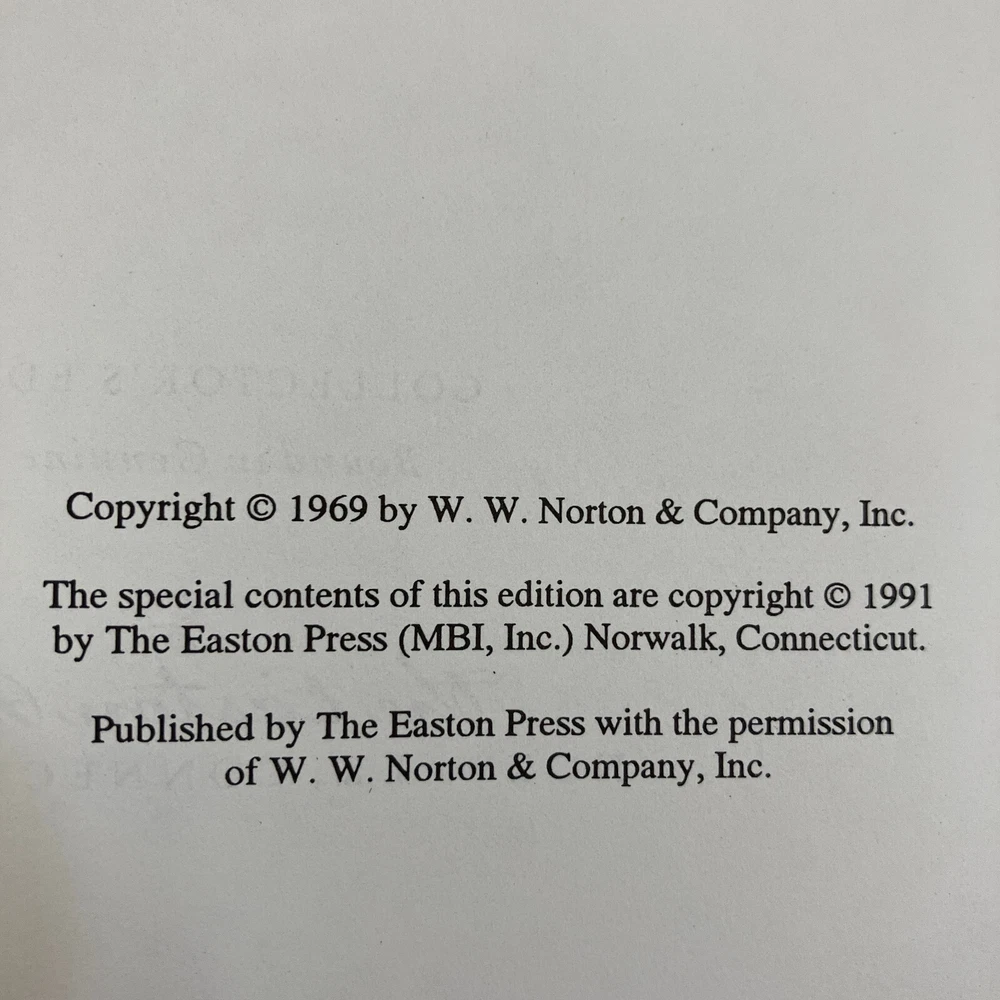 Copyright © 1969 by W. W. Norton & Company, Inc.
The special contents of this edition are copyright © 1991
by The Easton Press (MBI, Inc.) Norwalk, Connecticut.
Published by The Easton Press with the permission
of W. W. Norton & Company, Inc.